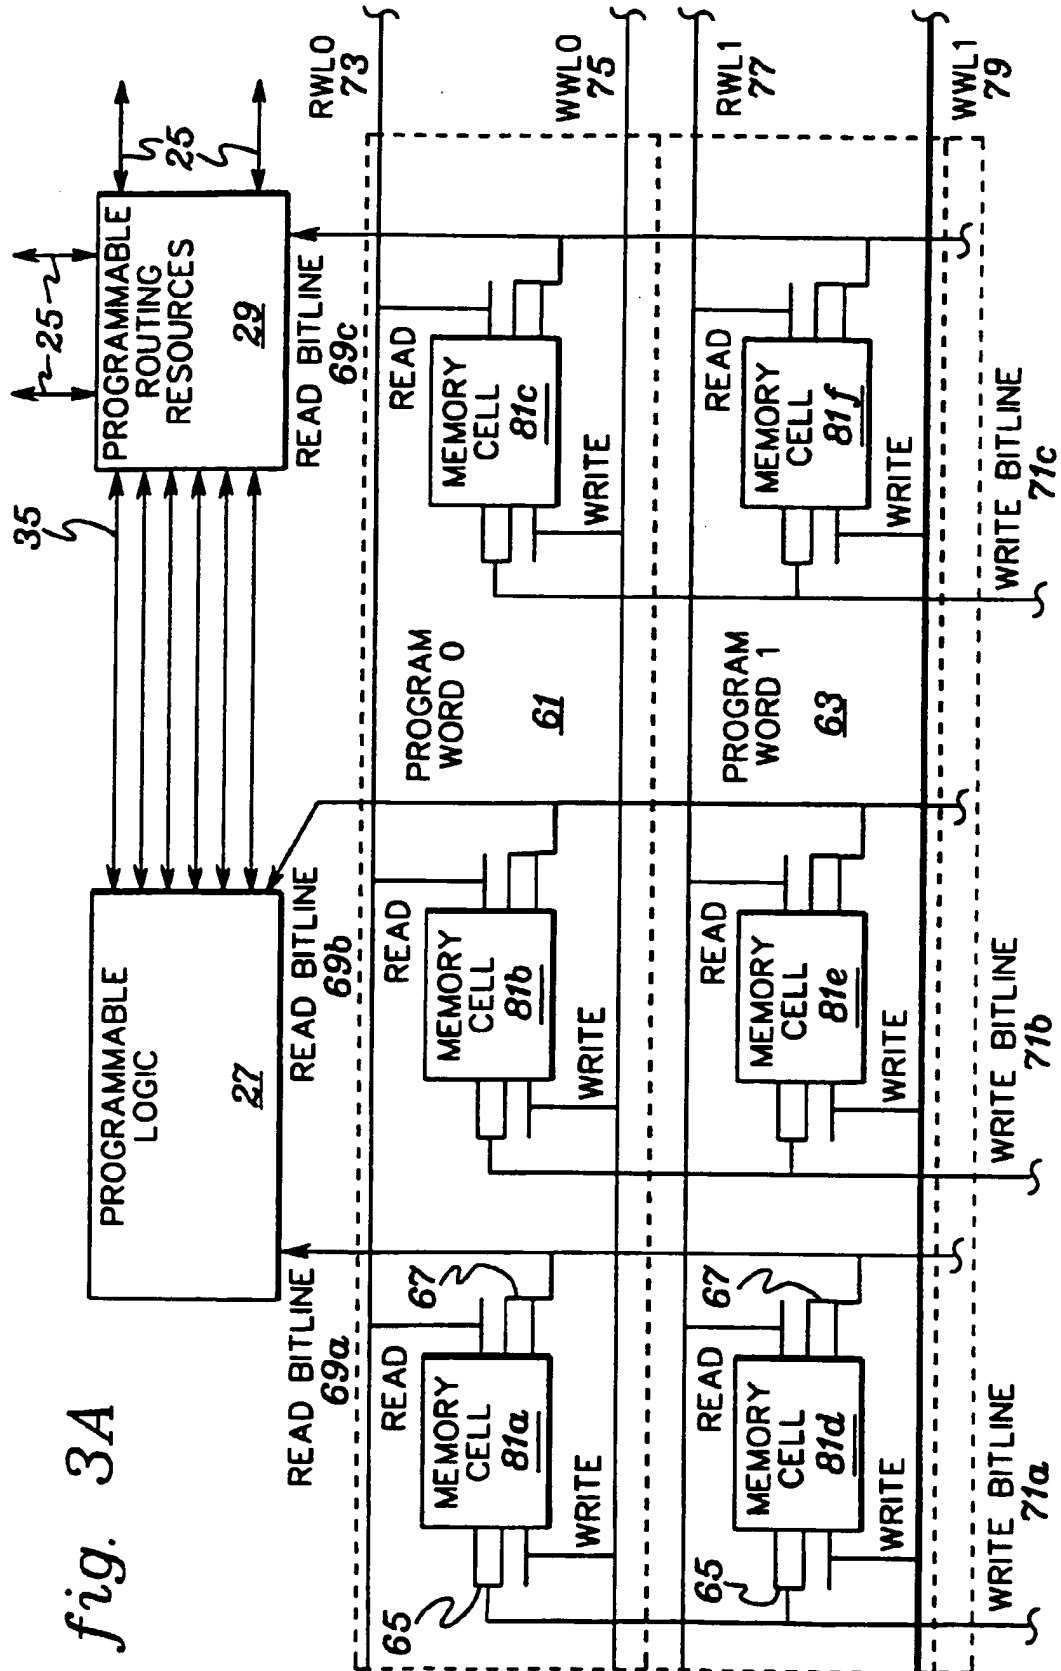 fig. 3A
PROGRAMMABLE
LOGIC
27
35
PROGRAMMABLE
ROUTING
RESOURCES
29
25
25
READ BITLINE
69a
READ BITLINE
69b
READ BITLINE
69c
RWL0
73
READ
READ
READ
67
MEMORY
CELL
81a
MEMORY
CELL
81b
PROGRAM
WORD 0
61
MEMORY
CELL
81c
65
WRITE
WRITE
WRITE
WWL0
75
RWL1
77
READ
READ
READ
67
MEMORY
CELL
81d
MEMORY
CELL
81e
PROGRAM
WORD 1
63
MEMORY
CELL
81f
65
WRITE
WRITE
WRITE
WWL1
79
WRITE BITLINE
71a
WRITE BITLINE
71b
WRITE BITLINE
71c